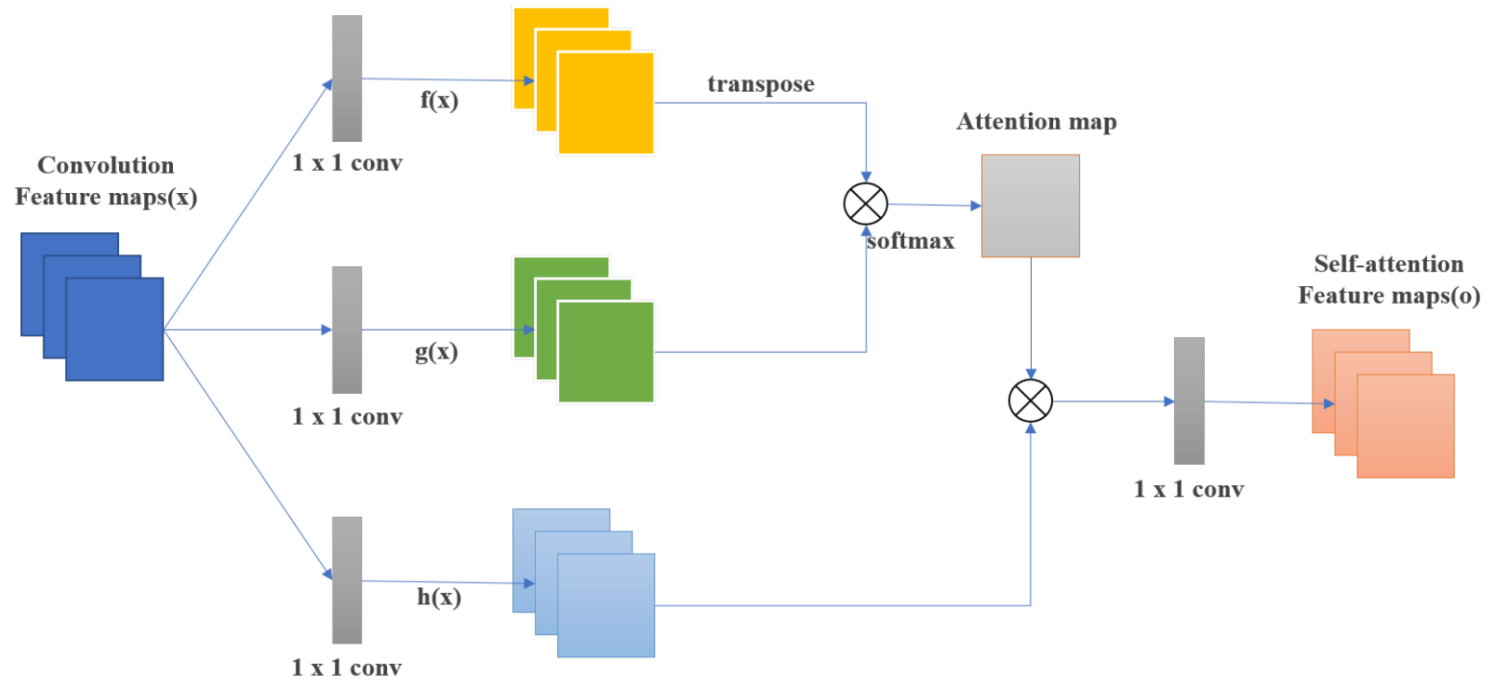 Convolution
Feature maps(x)
1 x 1 conv
f(x)
transpose
1 x 1 conv
g(x)
softmax
Attention map
1 x 1 conv
h(x)
1 x 1 conv
Self-attention
Feature maps(o)